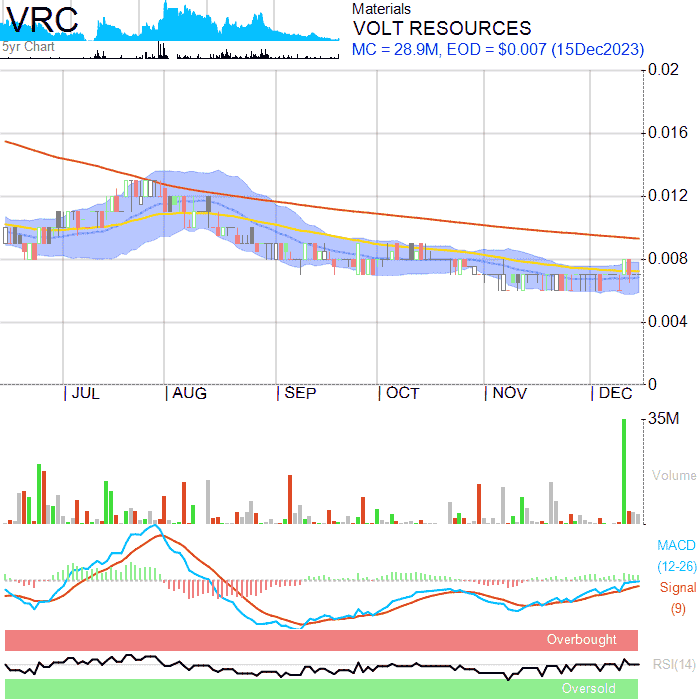 VRC
5yr Chart
Materials
VOLT RESOURCES
MC = 28.9M, EOD = $0.007 (15Dec2023)
0.02
0.016
0.012
0.008
0.004
0
JUL AUG SEP OCT NOV DEC
35M
Volume
MACD
(12-26)
Signal
(9)
Overbought
RSI(14)
Oversold